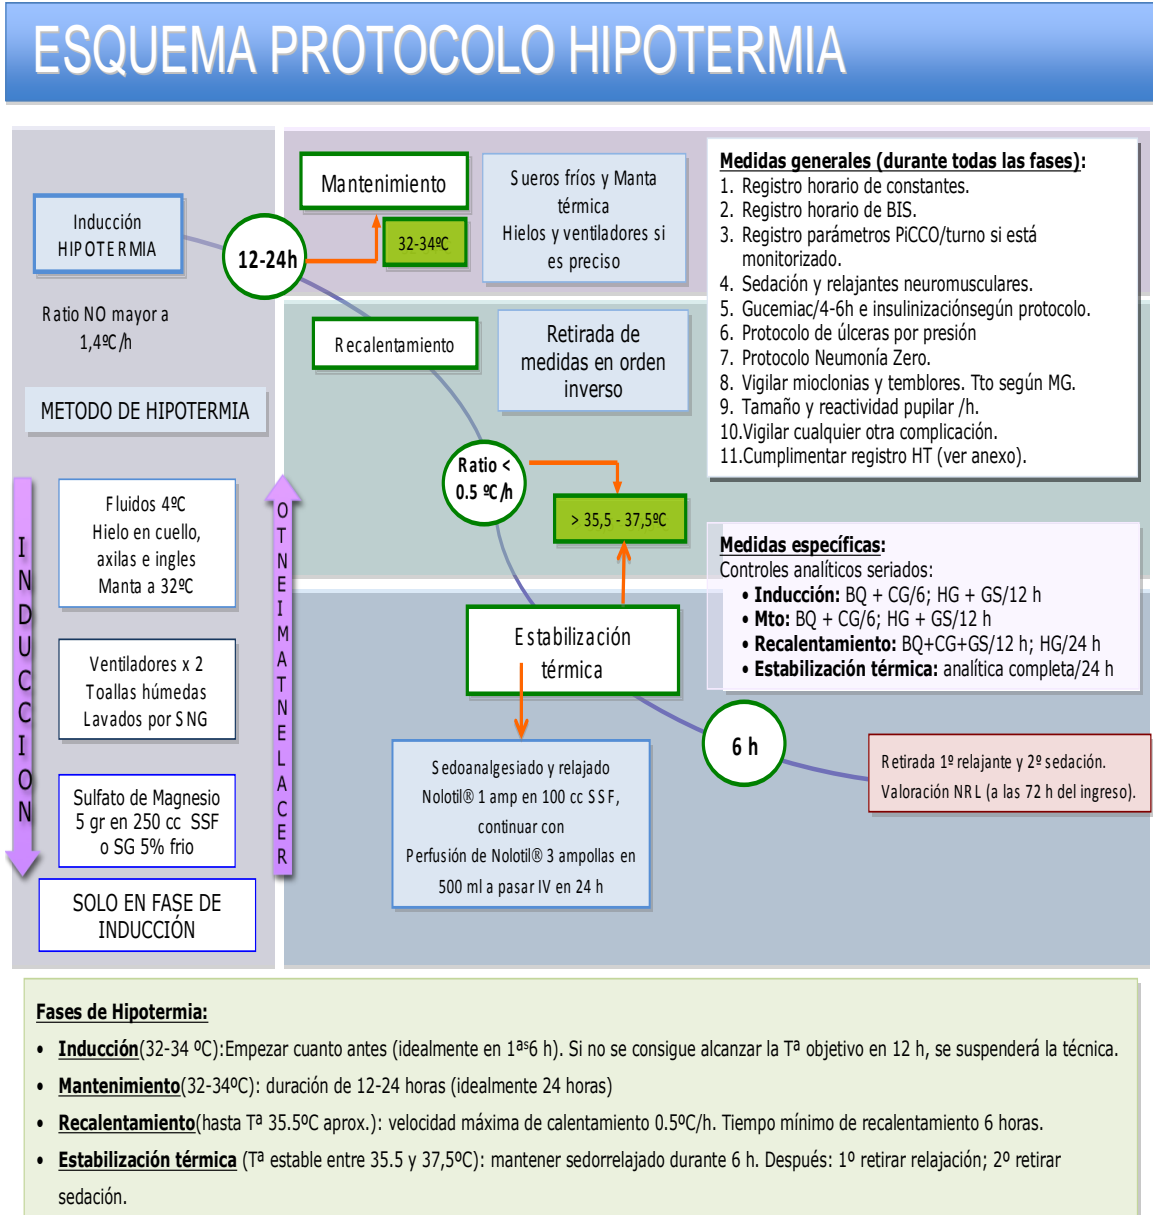 ESQUEMA PROTOCOLO HIPOTERMIA
Inducción
HIPOTERMIA
Ratio NO mayor a
1,4ºC/h
METODO DE HIPOTERMIA
INDUCCION
Fluidos 4ºC
Hielo en cuello,
axilas e ingles
Manta a 32ºC
Ventiladores x 2
Toallas húmedas
Lavados por SNG
Sulfato de Magnesio
5 gr en 250 cc SSF
o SG 5% frio
SOLO EN FASE DE
INDUCCIÓN
RECALENTAMIENTO
12-24h
Mantenimiento
32-34ºC
Sueros fríos y Manta
térmica
Hielos y ventiladores si
es preciso
Recalentamiento
Retirada de
medidas en orden
inverso
Ratio <
0.5 ºC/h
> 35,5 - 37,5ºC
Estabilización
térmica
Sedoanalgesiado y relajado
Nolotil® 1 amp en 100 cc SSF,
continuar con
Perfusión de Nolotil® 3 ampollas en
500 ml a pasar IV en 24 h
6 h
Retirada 1º relajante y 2º sedación.
Valoración NRL (a las 72 h del ingreso).
Medidas generales (durante todas las fases):
1. Registro horario de constantes.
2. Registro horario de BIS.
3. Registro parámetros PiCCO/turno si está
monitorizado.
4. Sedación y relajantes neuromusculares.
5. Gucemiac/4-6h e insulinizaciónsegún protocolo.
6. Protocolo de úlceras por presión
7. Protocolo Neumonía Zero.
8. Vigilar mioclonias y temblores. Tto según MG.
9. Tamaño y reactividad pupilar /h.
10.Vigilar cualquier otra complicación.
11.Cumplimentar registro HT (ver anexo).
Medidas específicas:
Controles analíticos seriados:
• Inducción: BQ + CG/6; HG + GS/12 h
• Mto: BQ + CG/6; HG + GS/12 h
• Recalentamiento: BQ+CG+GS/12 h; HG/24 h
• Estabilización térmica: analítica completa/24 h
Fases de Hipotermia:
• Inducción(32-34 ºC):Empezar cuanto antes (idealmente en 1ªˢ6 h). Si no se consigue alcanzar la Tª objetivo en 12 h, se suspenderá la técnica.
• Mantenimiento(32-34ºC): duración de 12-24 horas (idealmente 24 horas)
• Recalentamiento(hasta Tª 35.5ºC aprox.): velocidad máxima de calentamiento 0.5ºC/h. Tiempo mínimo de recalentamiento 6 horas.
• Estabilización térmica (Tª estable entre 35.5 y 37,5ºC): mantener sedorrelajado durante 6 h. Después: 1º retirar relajación; 2º retirar
sedación.